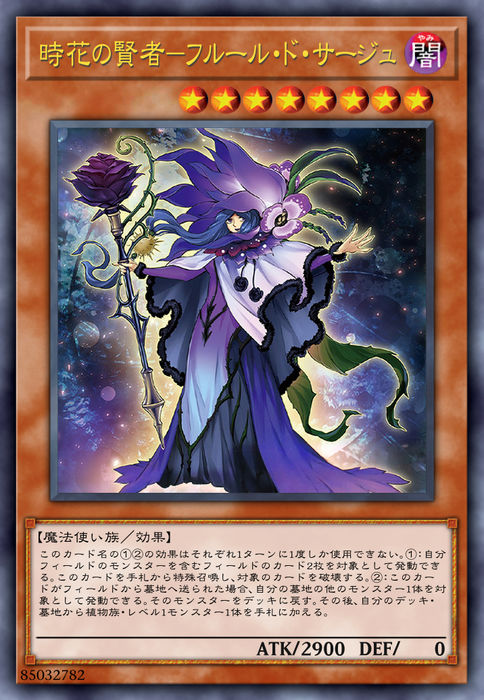 時花の賢者－フルール・ド・サージュ
やみ
闇
【魔法使い族／効果】
このカード名の①②の効果はそれぞれ1ターンに1度しか使用できない。①：自分
フィールドのモンスターを含むフィールドのカード2枚を対象として発動でき
る。このカードを手札から特殊召喚し、対象のカードを破壊する。②：このカー
ドがフィールドから墓地へ送られた場合、自分の墓地の他のモンスター1体を対
象として発動できる。そのモンスターをデッキに戻す。その後、自分のデッキ・
墓地から植物族・レベル1モンスター1体を手札に加える。
ATK/2900 DEF/ 0
85032782